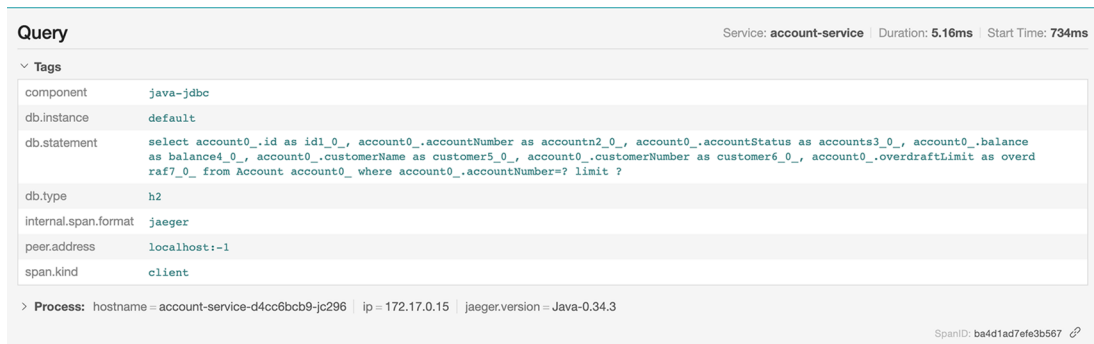 Query
Service: account-service Duration: 5.16ms Start Time: 734ms
Tags
component java-jdbc
db.instance default
db.statement select account0_.id as id1_0_, account0_.accountNumber as accountn2_0_, account0_.accountStatus as accounts3_0_, account0_.balance
as balance4_0_, account0_.customerName as customer5_0_, account0_.customerNumber as customer6_0_, account0_.overdraftLimit as overd
raf7_0_ from Account account0_ where account0_.accountNumber=? limit ?
db.type h2
internal.span.format jaeger
peer.address localhost:-1
span.kind client
Process: hostname = account-service-d4cc6bcb9-jc296 ip = 172.17.0.15 jaeger.version = Java-0.34.3
SpanID: ba4d1ad7efe3b567